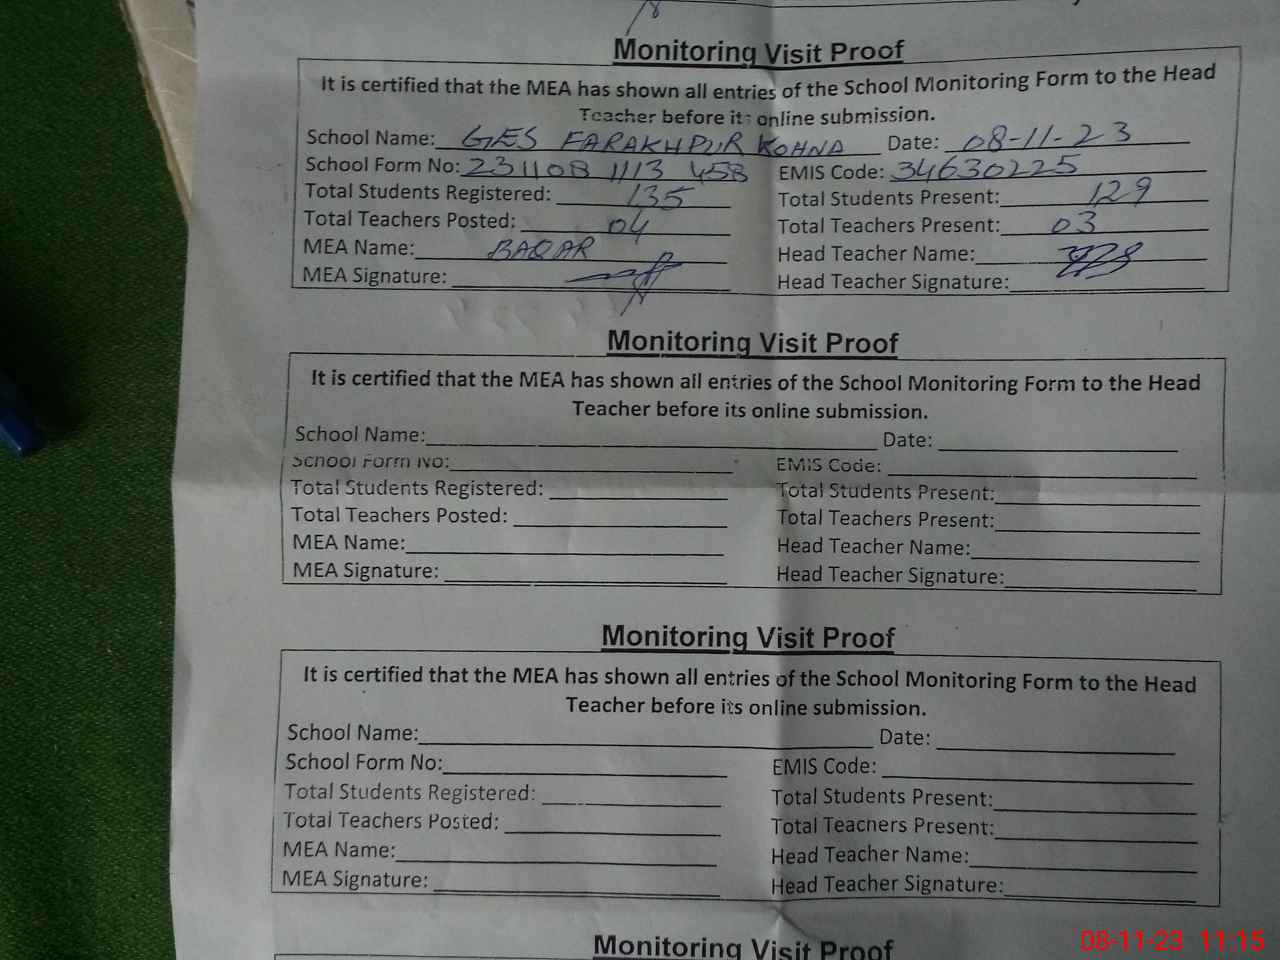 Monitoring Visit Proof
It is certified that the MEA has shown all entries of the School Monitoring Form to the Head
Teacher before its online submission.
School Name: GES FARAKHPUR KOHNA Date: 08-11-23
School Form No: 231108 1113 458 EMIS Code: 34630225
Total Students Registered: 135 Total Students Present: 129
Total Teachers Posted: 04 Total Teachers Present: 03
MEA Name: BAQAR Head Teacher Name:
MEA Signature: Head Teacher Signature:
Monitoring Visit Proof
It is certified that the MEA has shown all entries of the School Monitoring Form to the Head
Teacher before its online submission.
School Name: Date:
School Form No: EMIS Code:
Total Students Registered: Total Students Present:
Total Teachers Posted: Total Teachers Present:
MEA Name: Head Teacher Name:
MEA Signature: Head Teacher Signature:
Monitoring Visit Proof
It is certified that the MEA has shown all entries of the School Monitoring Form to the Head
Teacher before its online submission.
School Name: Date:
School Form No: EMIS Code:
Total Students Registered: Total Students Present:
Total Teachers Posted: Total Teachers Present:
MEA Name: Head Teacher Name:
MEA Signature: Head Teacher Signature:
Monitoring Visit Proof
08-11-23 11:15